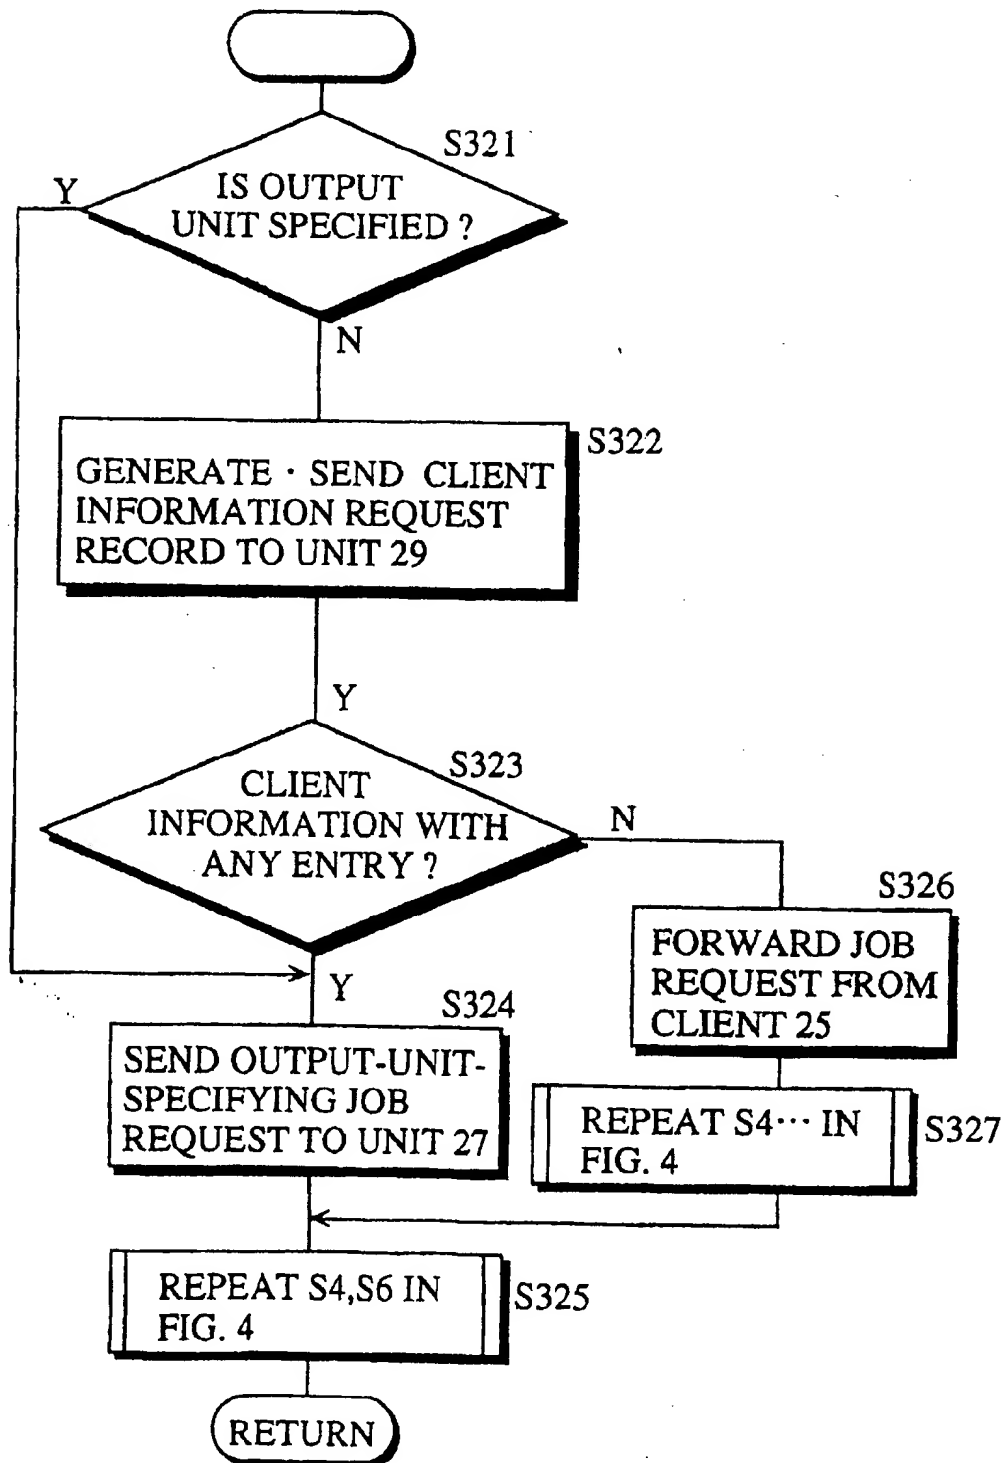 S321
Y
IS OUTPUT
UNIT SPECIFIED ?
N
S322
GENERATE · SEND CLIENT
INFORMATION REQUEST
RECORD TO UNIT 29
Y
S323
CLIENT
INFORMATION WITH
ANY ENTRY ?
N
S326
FORWARD JOB
REQUEST FROM
CLIENT 25
Y
S324
SEND OUTPUT-UNIT-
SPECIFYING JOB
REQUEST TO UNIT 27
REPEAT S4··· IN
FIG. 4
S327
REPEAT S4,S6 IN
FIG. 4
S325
RETURN